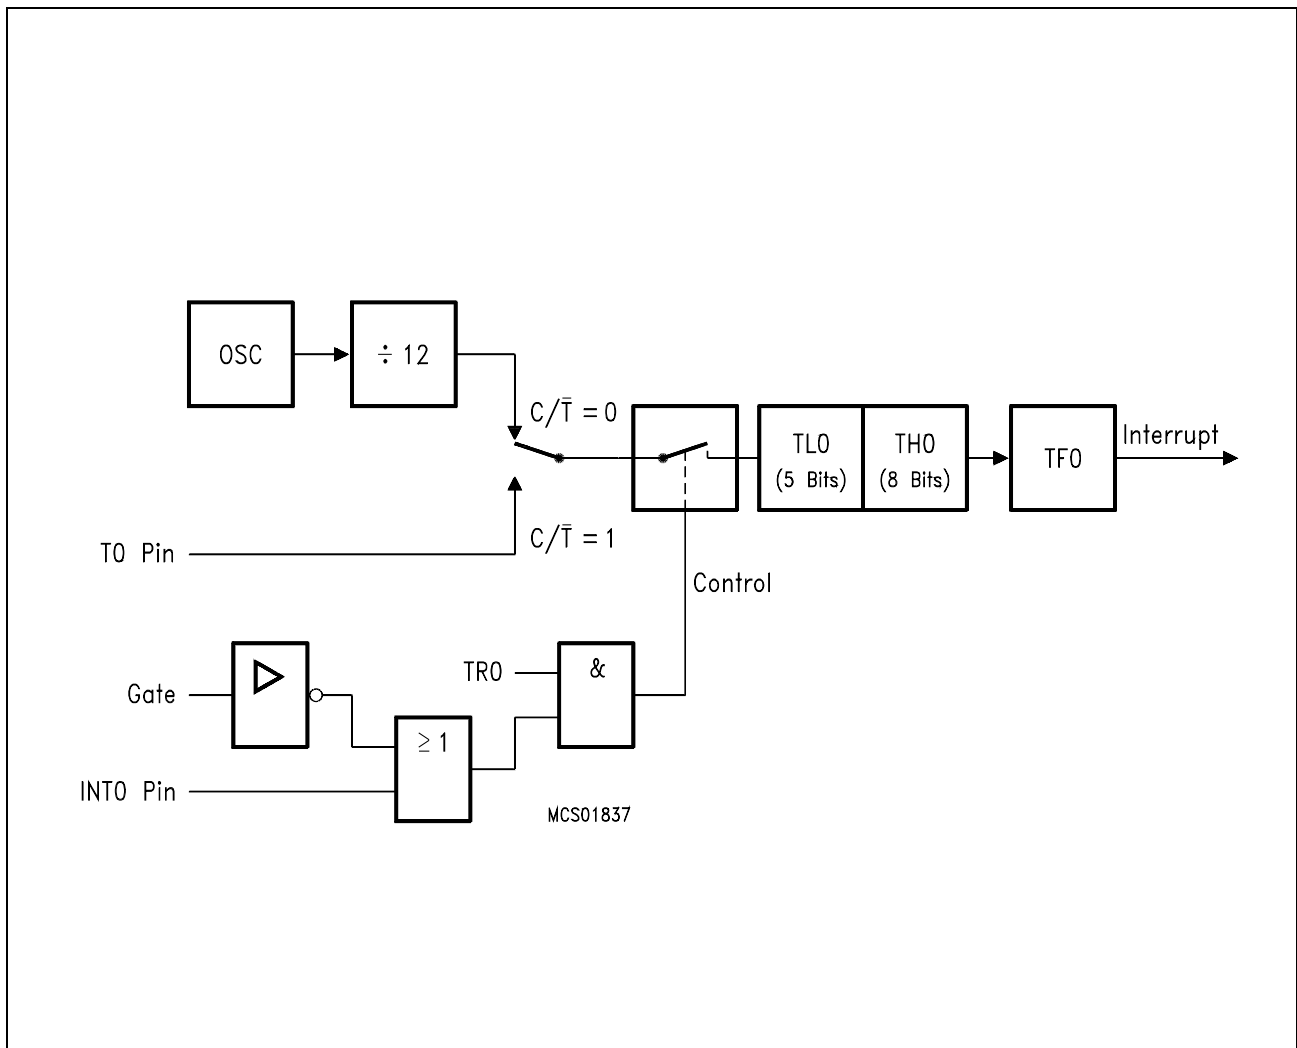 OSC
÷ 12
C/T̅ = 0
TL0
(5 Bits)
TH0
(8 Bits)
TF0
Interrupt
T0 Pin
C/T̅ = 1
Control
Gate
TR0
&
≥ 1
INT0 Pin
MCS01837